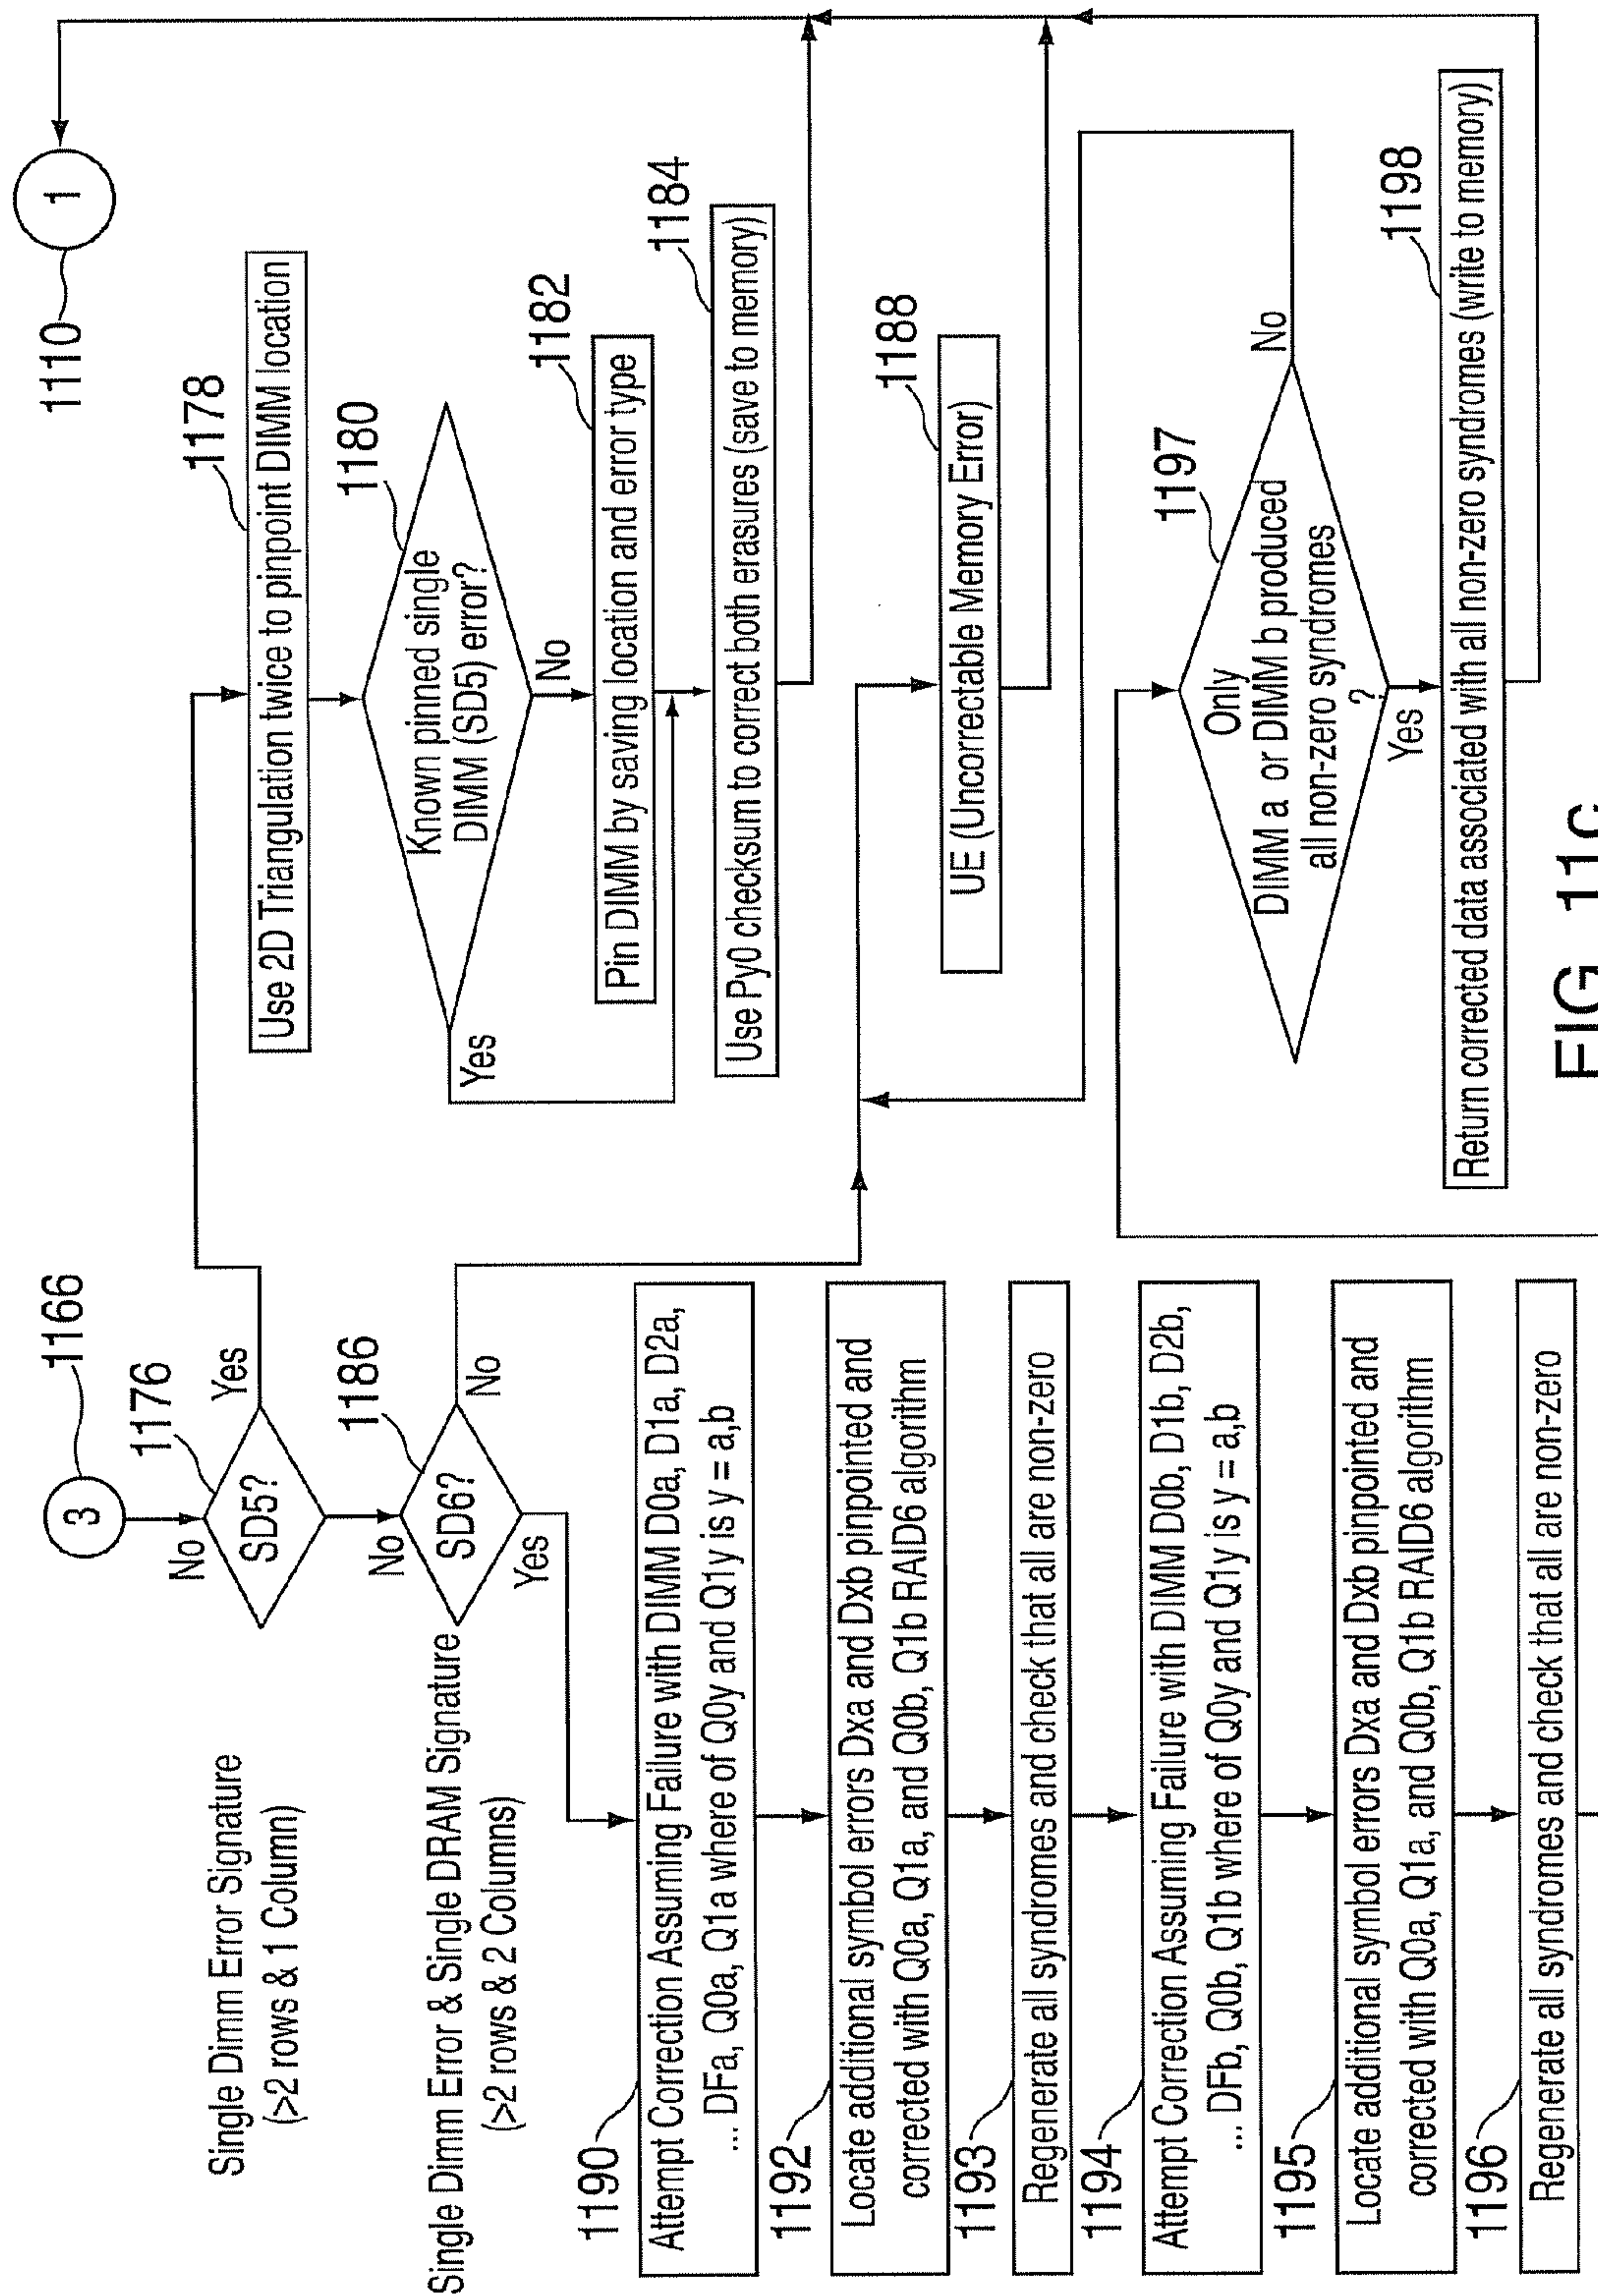 3
1166
1176
SD5?
No
Yes
Single Dimm Error Signature
(>2 rows & 1 Column)
1186
SD6?
No
No
Yes
Single Dimm Error & Single DRAM Signature
(>2 rows & 2 Columns)
1190
Attempt Correction Assuming Failure with DIMM D0a, D1a, D2a,
... DFa, Q0a, Q1a where of Q0y and Q1y is y = a,b
1192
Locate additional symbol errors Dxa and Dxb pinpointed and
corrected with Q0a, Q1a, and Q0b, Q1b RAID6 algorithm
1193
Regenerate all syndromes and check that all are non-zero
1194
Attempt Correction Assuming Failure with DIMM D0b, D1b, D2b,
... DFb, Q0b, Q1b where of Q0y and Q1y is y = a,b
1195
Locate additional symbol errors Dxa and Dxb pinpointed and
corrected with Q0a, Q1a, and Q0b, Q1b RAID6 algorithm
1196
Regenerate all syndromes and check that all are non-zero
1110
1
1178
Use 2D Triangulation twice to pinpoint DIMM location
1180
Known pinned single
DIMM (SD5) error?
Yes
No
1182
Pin DIMM by saving location and error type
1184
Use Py0 checksum to correct both erasures (save to memory)
1188
UE (Uncorrectable Memory Error)
1197
Only
DIMM a or DIMM b produced
all non-zero syndromes
?
No
Yes
1198
Return corrected data associated with all non-zero syndromes (write to memory)
FIG 11c